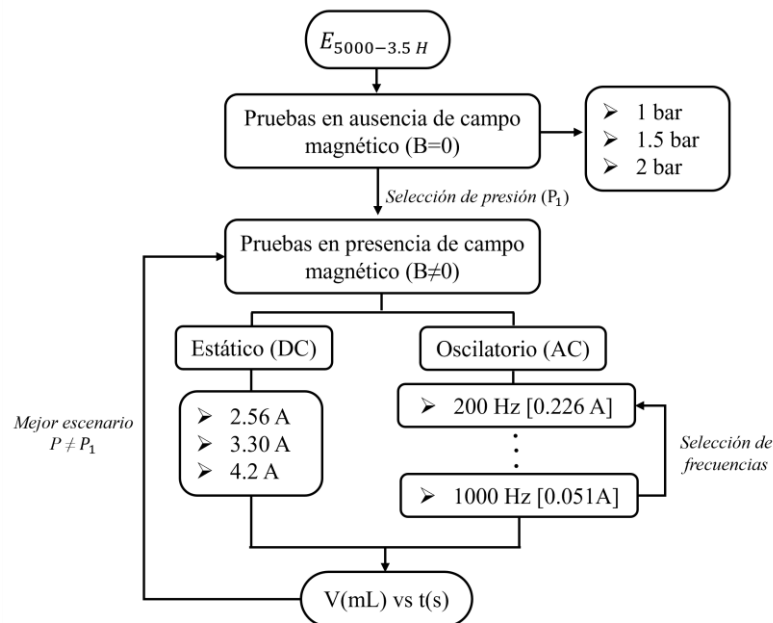 E5000−3.5 H
Pruebas en ausencia de campo
magnético (B=0)
➢ 1 bar
➢ 1.5 bar
➢ 2 bar
Selección de presión (P1)
Pruebas en presencia de campo
magnético (B≠0)
Estático (DC)
Oscilatorio (AC)
➢ 2.56 A
➢ 3.30 A
➢ 4.2 A
➢ 200 Hz [0.226 A]
➢ 1000 Hz [0.051A]
Selección de
frecuencias
Mejor escenario
P ≠ P1
V(mL) vs t(s)